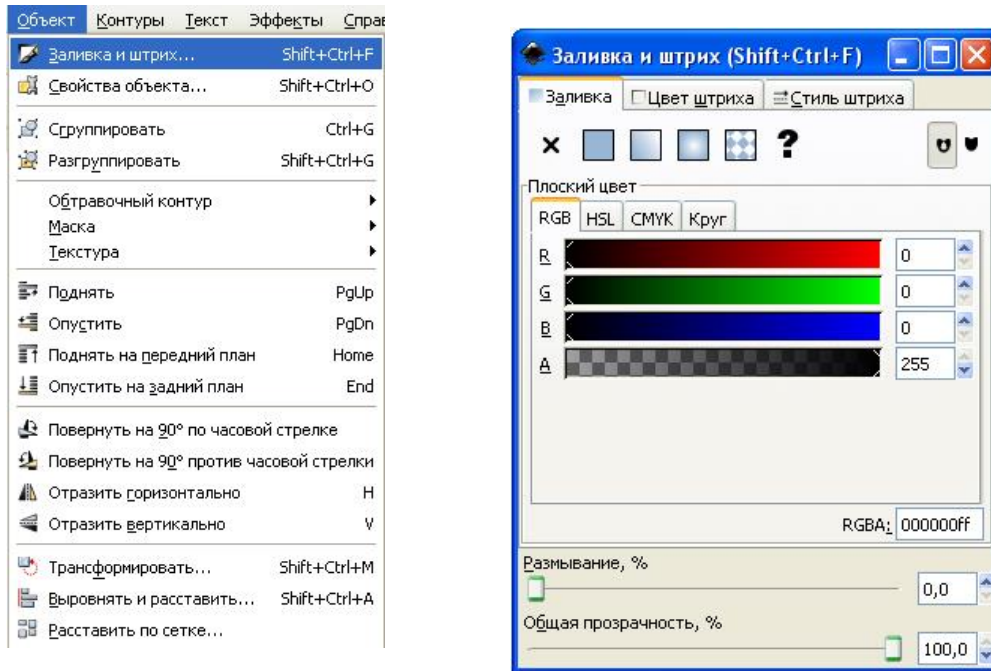 Объект Контуры Текст Эффекты Справ
Заливка и штрих... Shift+Ctrl+F
Свойства объекта... Shift+Ctrl+O
Сгруппировать Ctrl+G
Разгруппировать Shift+Ctrl+G
Обтравочный контур
Маска
Текстура
Поднять PgUp
Опустить PgDn
Поднять на передний план Home
Опустить на задний план End
Повернуть на 90° по часовой стрелке
Повернуть на 90° против часовой стрелки
Отразить горизонтально H
Отразить вертикально V
Трансформировать... Shift+Ctrl+M
Выровнять и расставить... Shift+Ctrl+A
Расставить по сетке...
Заливка и штрих (Shift+Ctrl+F)
Заливка Цвет штриха Стиль штриха
?
Плоский цвет
RGB HSL CMYK Круг
R 0
G 0
B 0
A 255
RGBA: 000000ff
Размывание, %
0,0
Общая прозрачность, %
100,0